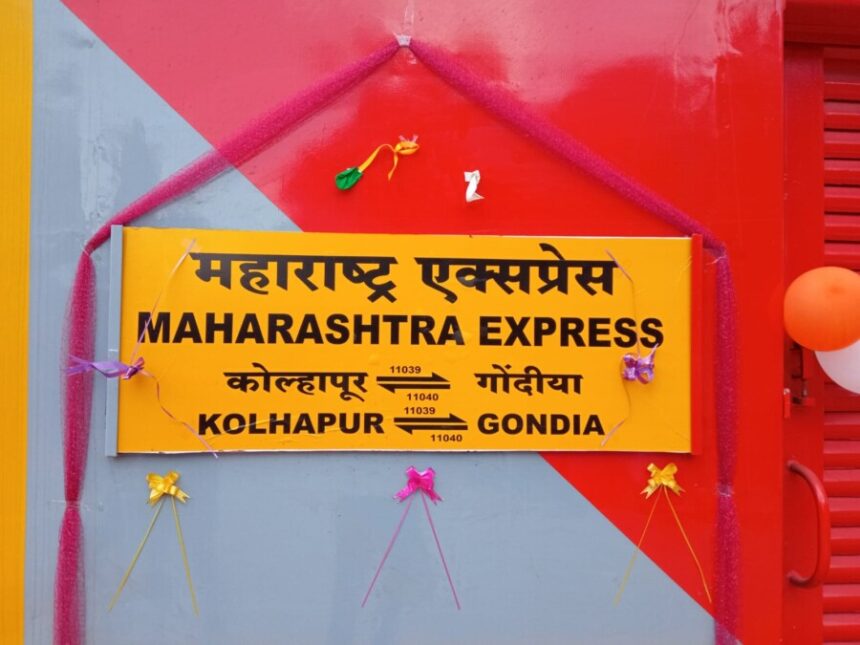 महाराष्ट्र एक्सप्रेस
MAHARASHTRA EXPRESS
कोल्हापूर 11039 11040 गोंदीया
KOLHAPUR 11039 11040 GONDIA